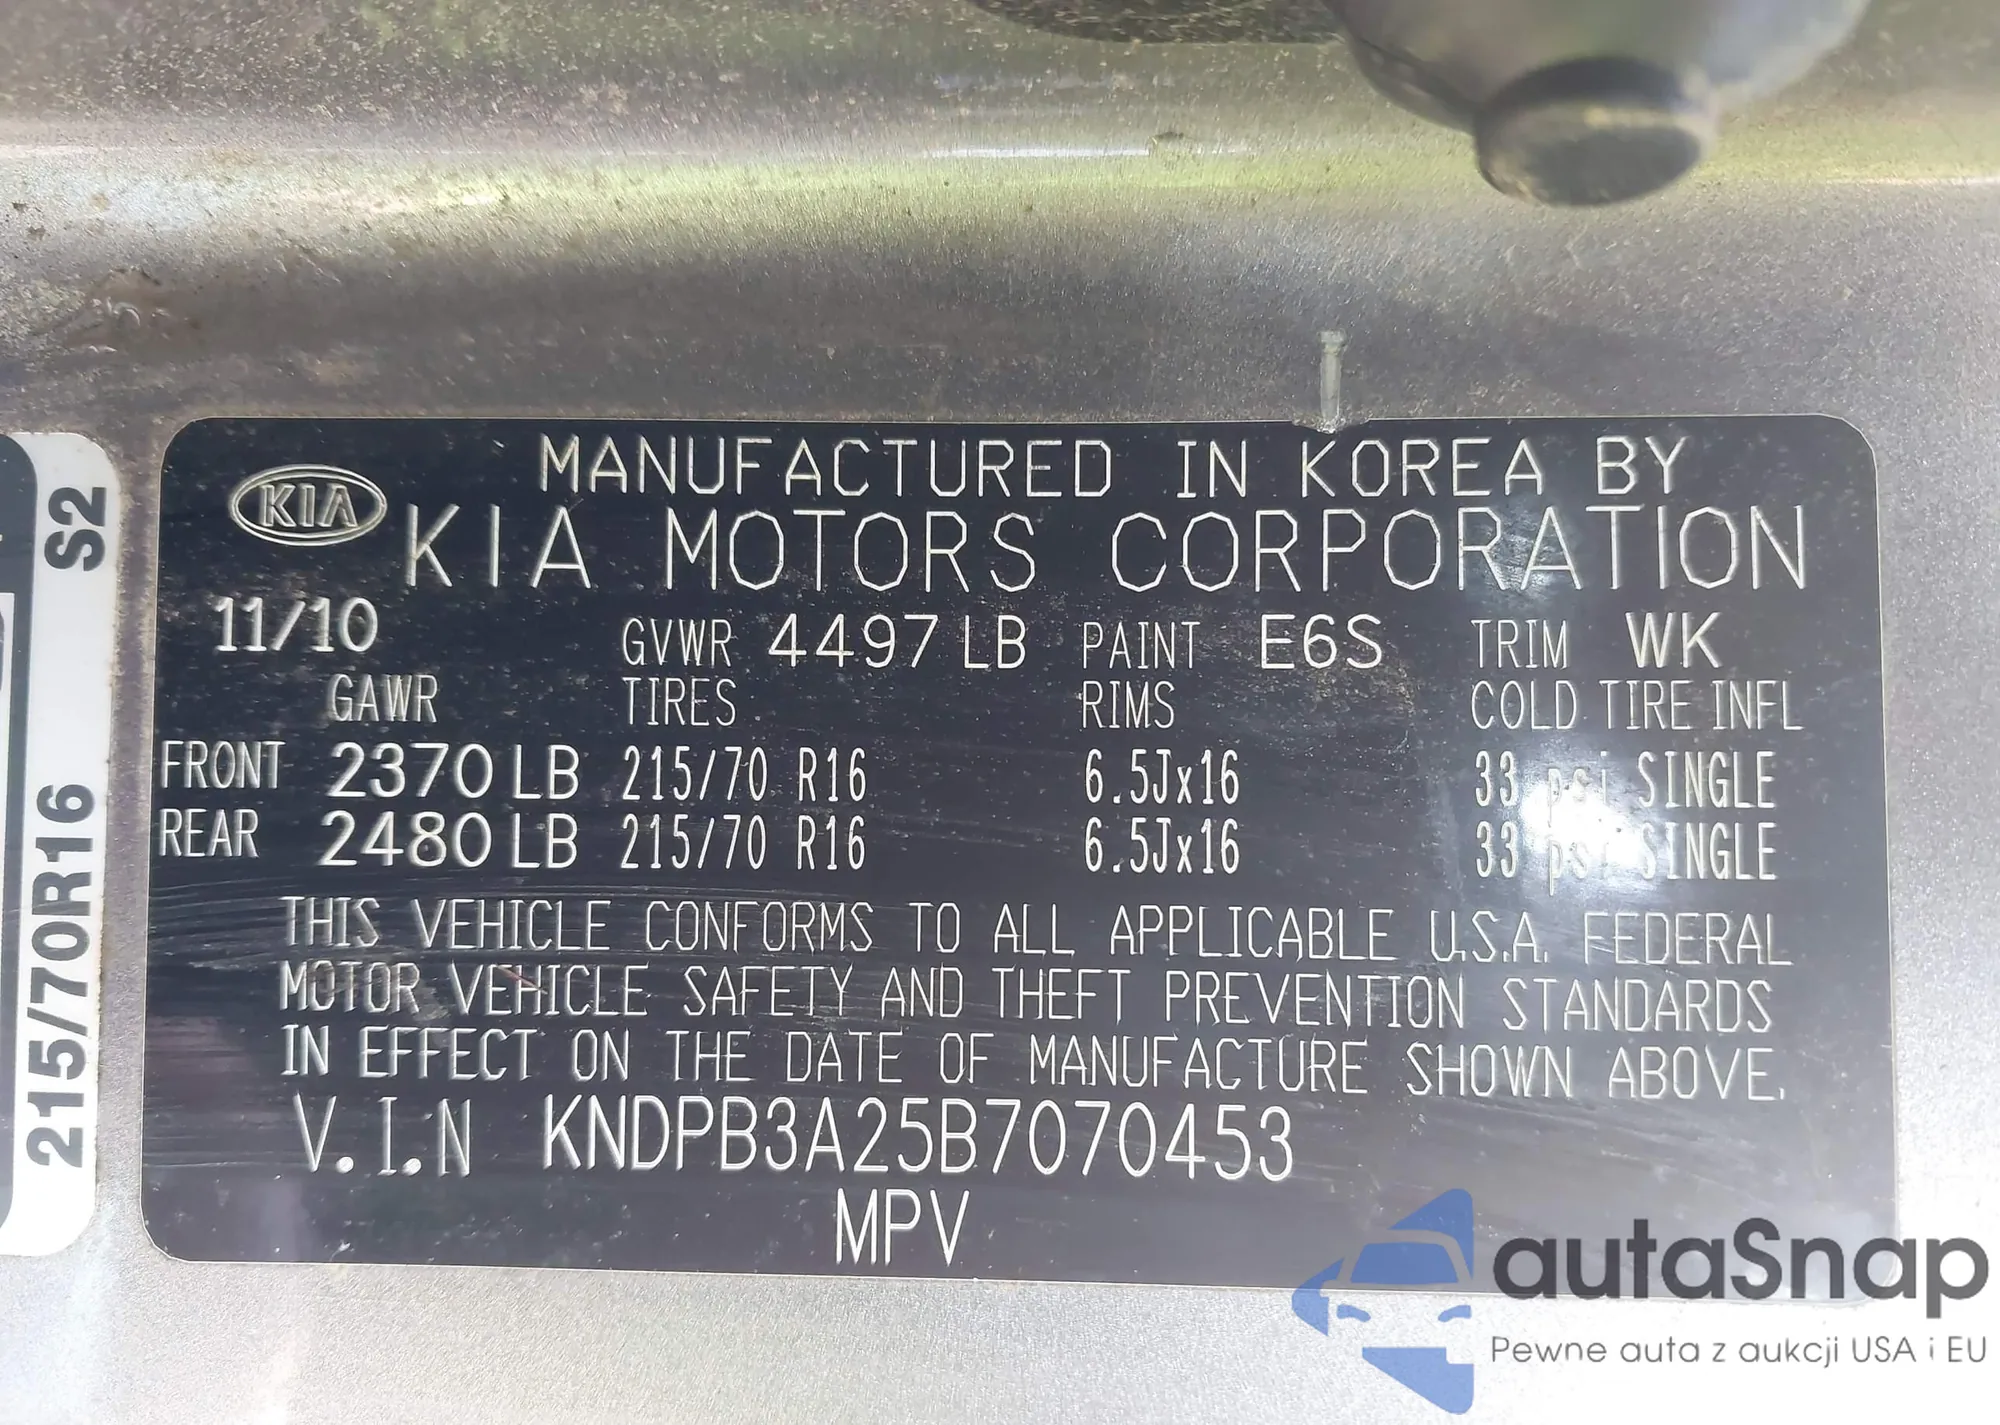 MANUFACTURED IN KOREA BY
KIA
KIA MOTORS CORPORATION
11/10 GVWR 4497 LB PAINT E6S TRIM WK
GAWR TIRES RIMS COLD TIRE INFL
FRONT 2370 LB 215/70 R16 6.5Jx16 33 psi SINGLE
REAR 2480 LB 215/70 R16 6.5Jx16 33 psi SINGLE
THIS VEHICLE CONFORMS TO ALL APPLICABLE U.S.A. FEDERAL
MOTOR VEHICLE SAFETY AND THEFT PREVENTION STANDARDS
IN EFFECT ON THE DATE OF MANUFACTURE SHOWN ABOVE.
V.I.N KNDPB3A25B7070453
MPV
215/70R16 S2
autaSnap
Pewne auta z aukcji USA i EU